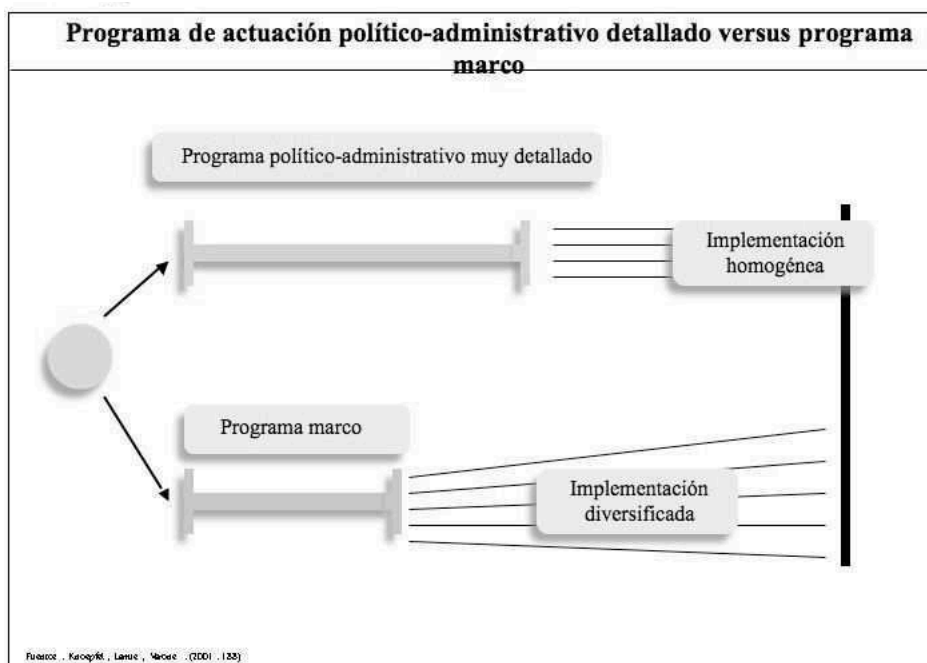 Programa de actuación político-administrativo detallado versus programa
marco
Programa político-administrativo muy detallado
Implementación
homogénea
Programa marco
Implementación
diversificada
(2001